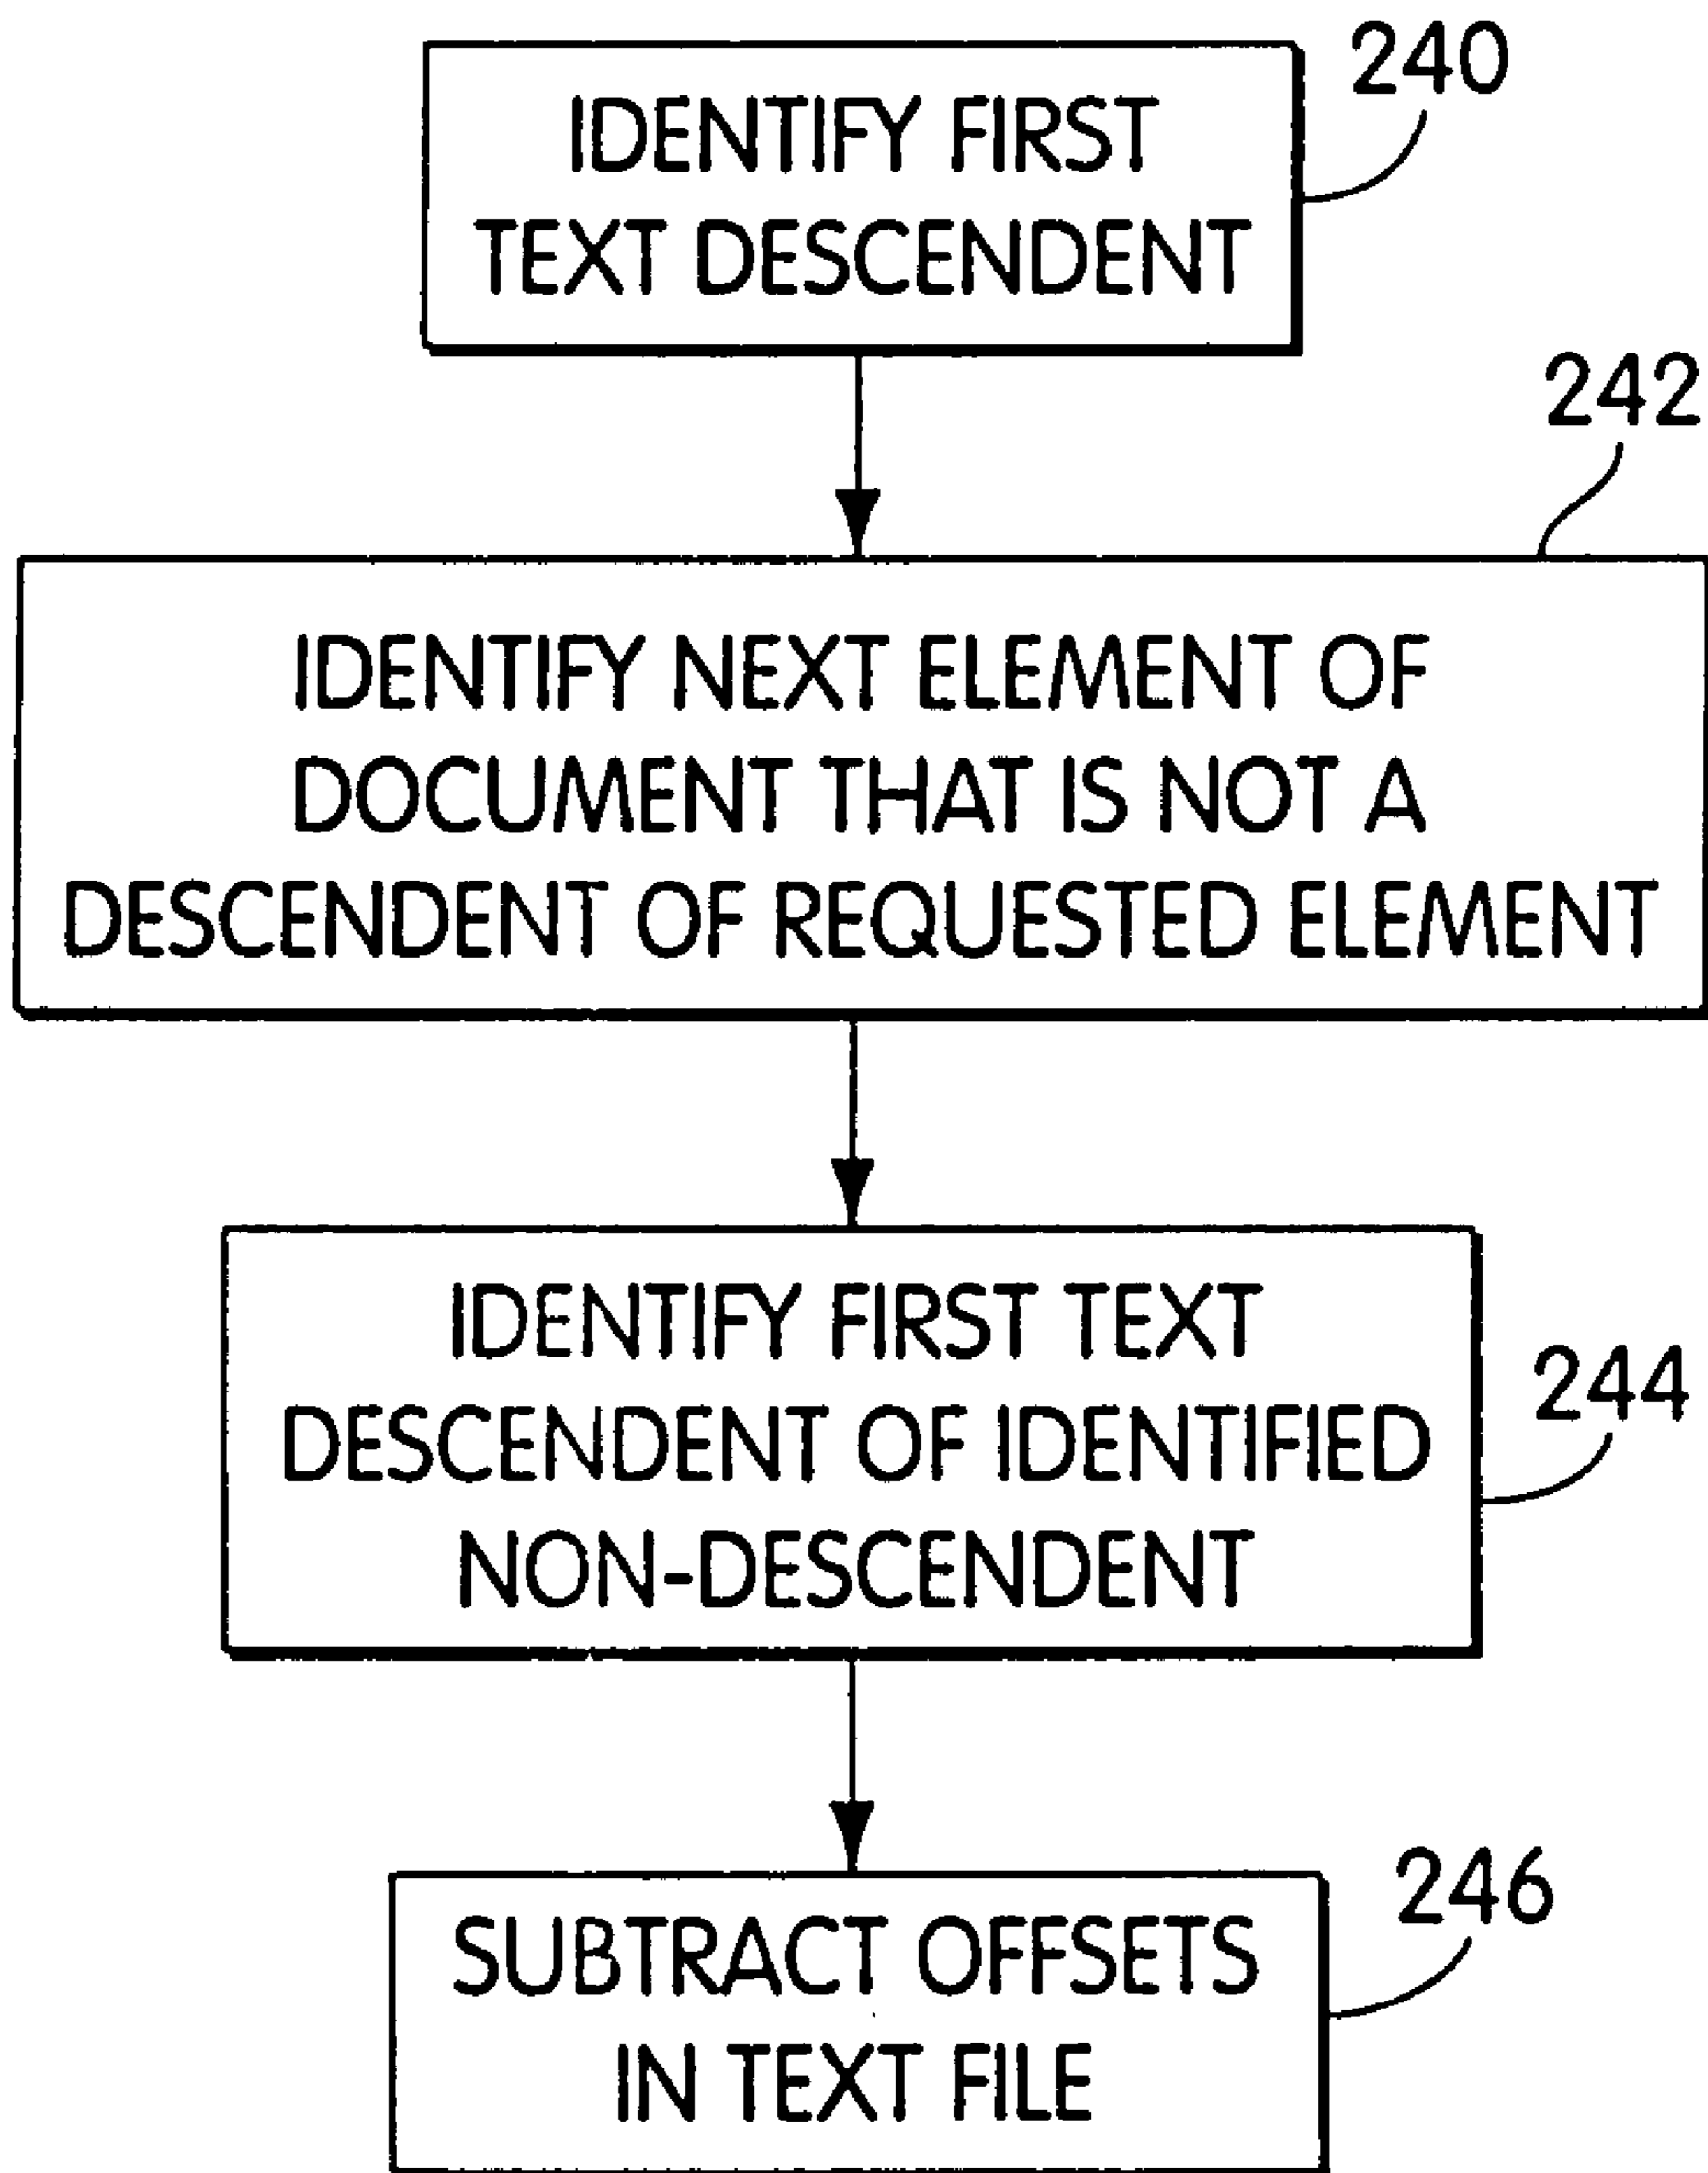 240
IDENTIFY FIRST
TEXT DESCENDENT
242
IDENTIFY NEXT ELEMENT OF
DOCUMENT THAT IS NOT A
DESCENDENT OF REQUESTED ELEMENT
IDENTIFY FIRST TEXT
DESCENDENT OF IDENTIFIED
NON-DESCENDENT
244
SUBTRACT OFFSETS
IN TEXT FILE
246